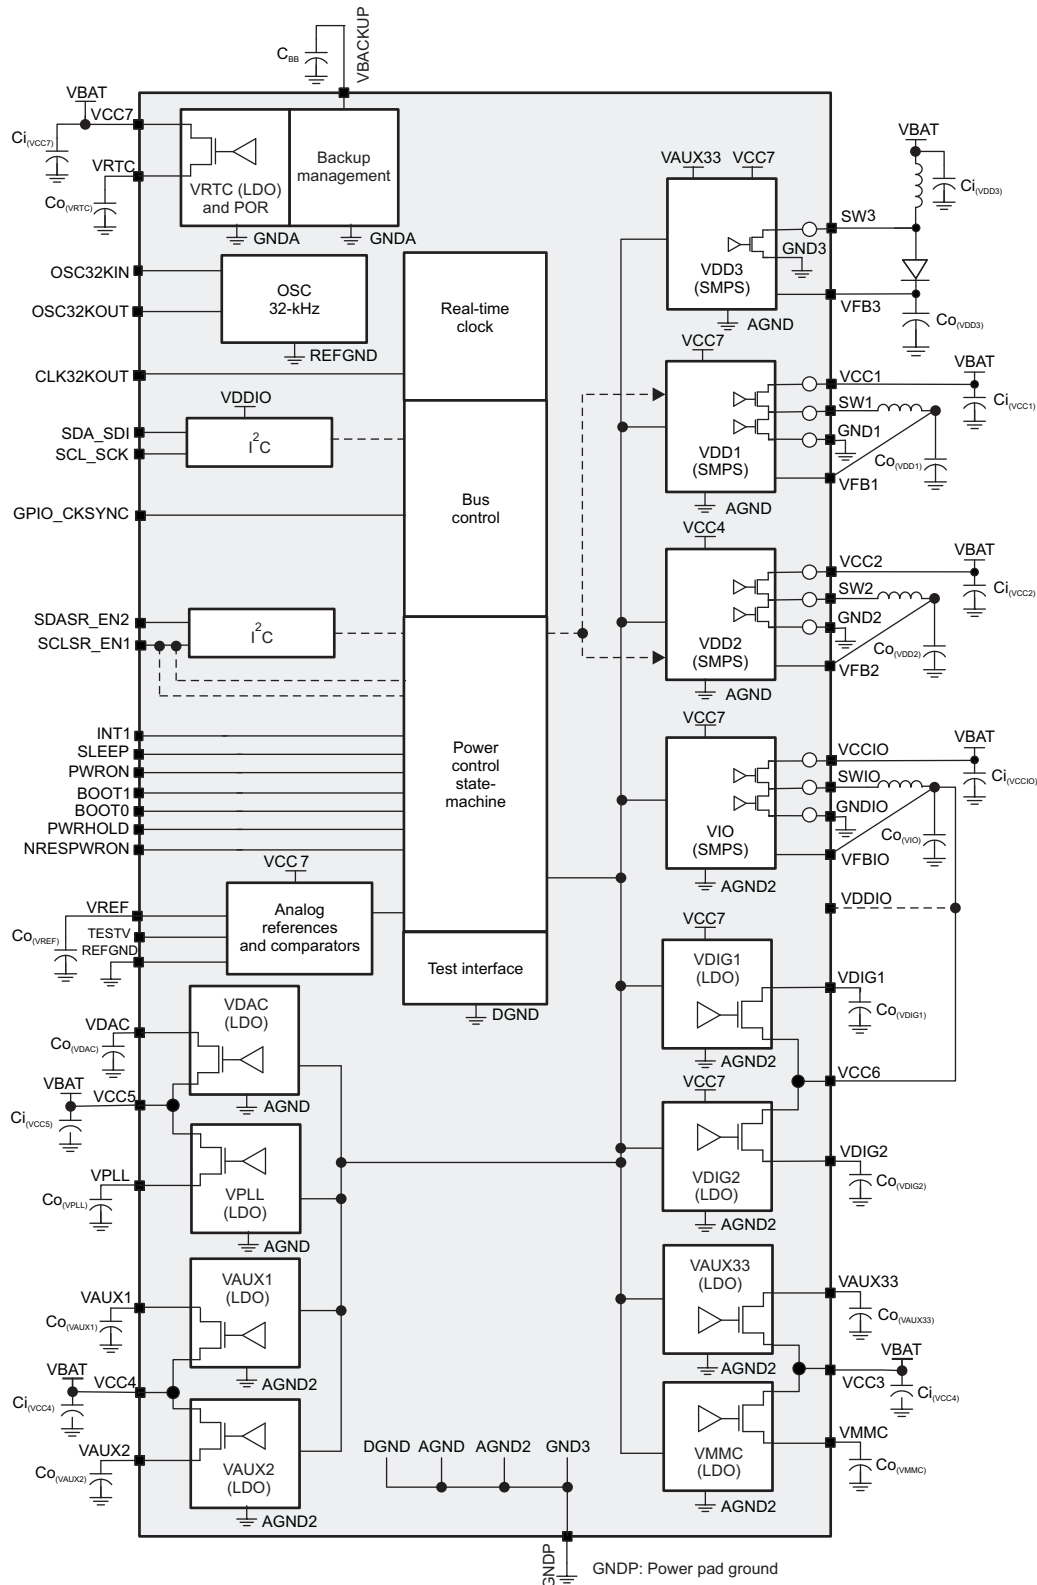 C_BB
VBACKUP
VBAT
VCC7
Ci(VCC7)
VRTC
Co(VRTC)
VRTC (LDO)
and POR
Backup
management
GNDA
GNDA
OSC32KIN
OSC32KOUT
OSC
32-kHz
REFGND
CLK32KOUT
VDDIO
SDA_SDI
SCL_SCK
I²C
GPIO_CKSYNC
SDASR_EN2
SCLSR_EN1
I²C
INT1
SLEEP
PWRON
BOOT1
BOOT0
PWRHOLD
NRESPWRON
VCC7
VREF
Co(VREF)
TESTV
REFGND
Analog
references
and comparators
Real-time
clock
Bus
control
Power
control
state-
machine
Test interface
DGND
VDAC
(LDO)
VDAC
Co(VDAC)
VBAT
VCC5
Ci(VCC5)
AGND
VPLL
Co(VPLL)
VPLL
(LDO)
AGND
VAUX1
(LDO)
VAUX1
Co(VAUX1)
AGND2
VBAT
VCC4
Ci(VCC4)
VAUX2
Co(VAUX2)
VAUX2
(LDO)
AGND2
VAUX33
VCC7
VDD3
(SMPS)
GND3
AGND
SW3
VFB3
VBAT
Ci(VDD3)
Co(VDD3)
VCC7
VDD1
(SMPS)
AGND
VCC1
SW1
GND1
VFB1
VBAT
Ci(VCC1)
Co(VDD1)
VCC4
VDD2
(SMPS)
AGND
VCC2
SW2
GND2
VFB2
VBAT
Ci(VCC2)
Co(VDD2)
VCC7
VIO
(SMPS)
AGND2
VCCIO
SWIO
GNDIO
VFBIO
VBAT
Ci(VCCIO)
Co(VIO)
VDDIO
VCC7
VDIG1
(LDO)
AGND2
VDIG1
Co(VDIG1)
VCC6
VCC7
VDIG2
(LDO)
AGND2
VDIG2
Co(VDIG2)
VAUX33
(LDO)
AGND2
VAUX33
Co(VAUX33)
VBAT
VCC3
Ci(VCC4)
VMMC
(LDO)
AGND2
VMMC
Co(VMMC)
DGND AGND AGND2 GND3
GNDP
GNDP: Power pad ground